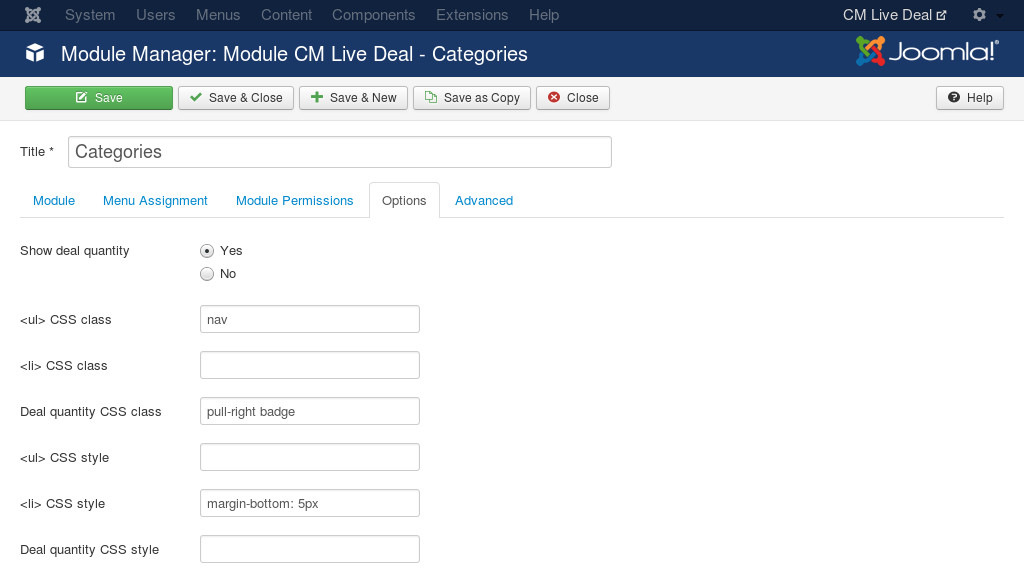 System Users Menus Content Components Extensions Help CM Live Deal
Module Manager: Module CM Live Deal - Categories Joomla!®
Save Save & Close Save & New Save as Copy Close Help
Title * Categories
Module Menu Assignment Module Permissions Options Advanced
Show deal quantity Yes
No
<ul> CSS class nav
<li> CSS class
Deal quantity CSS class pull-right badge
<ul> CSS style
<li> CSS style margin-bottom: 5px
Deal quantity CSS style